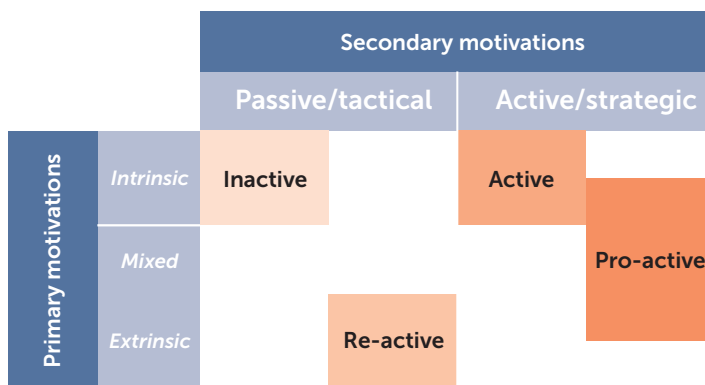 Secondary motivations
Passive/tactical
Active/strategic
Primary motivations
Intrinsic
Inactive
Active
Mixed
Pro-active
Extrinsic
Re-active